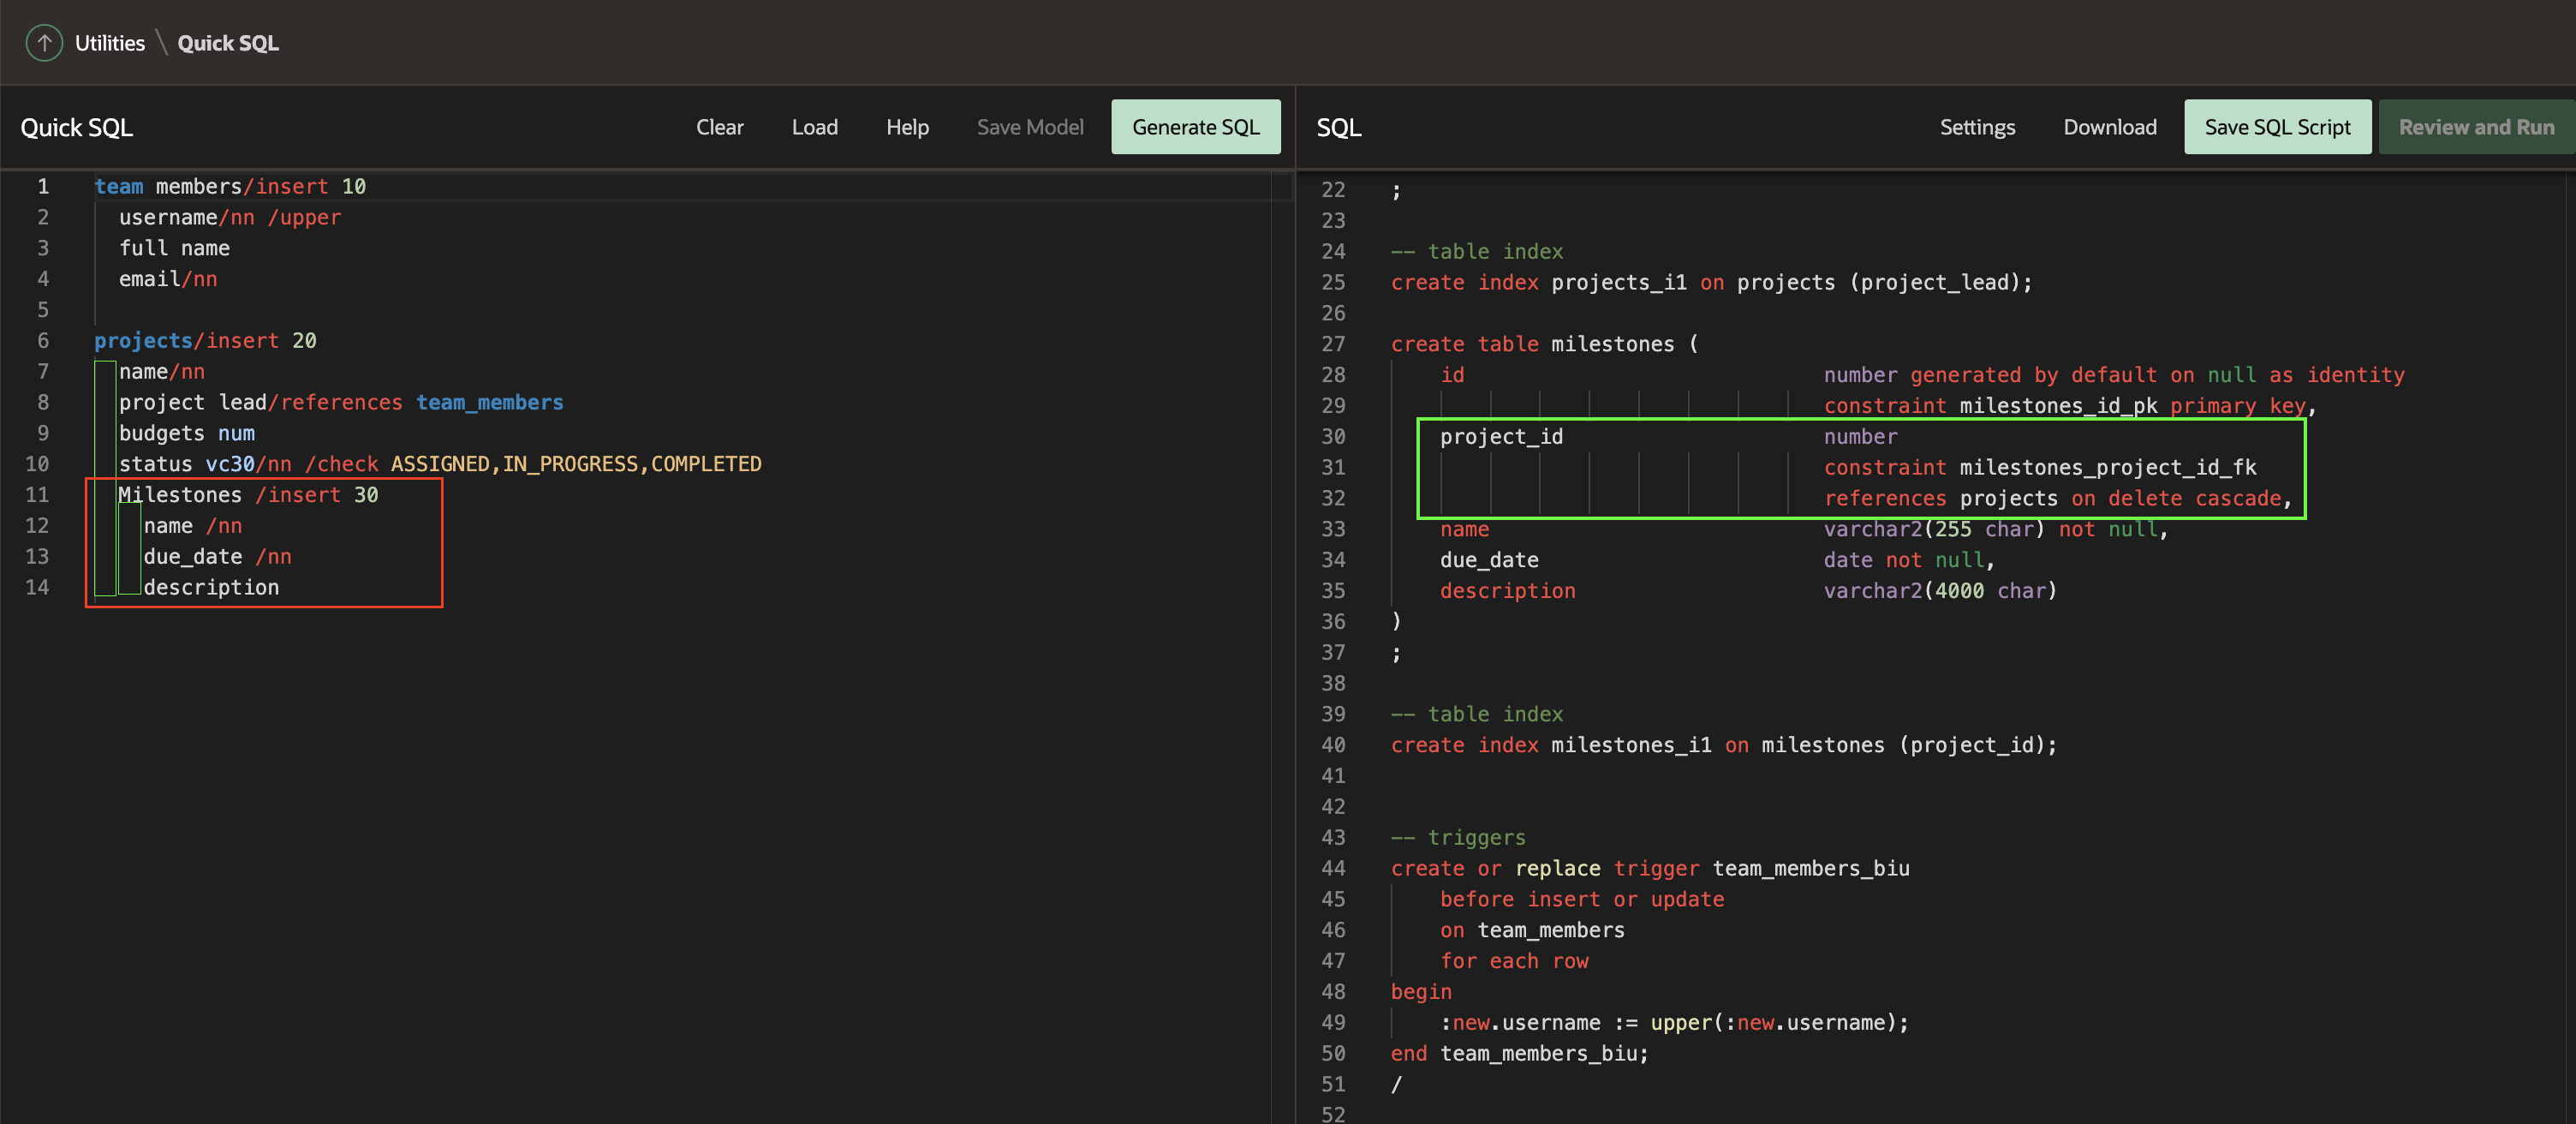 Utilities \ Quick SQL
Quick SQL Clear Load Help Save Model Generate SQL
1 team members/insert 10
2 username/nn /upper
3 full name
4 email/nn
5
6 projects/insert 20
7 name/nn
8 project lead/references team_members
9 budgets num
10 status vc30/nn /check ASSIGNED,IN_PROGRESS,COMPLETED
11 Milestones /insert 30
12 name /nn
13 due_date /nn
14 description
SQL Settings Download Save SQL Script Review and Run
22 ;
23
24 -- table index
25 create index projects_i1 on projects (project_lead);
26
27 create table milestones (
28 id number generated by default on null as identity
29 constraint milestones_id_pk primary key,
30 project_id number
31 constraint milestones_project_id_fk
32 references projects on delete cascade,
33 name varchar2(255 char) not null,
34 due_date date not null,
35 description varchar2(4000 char)
36 )
37 ;
38
39 -- table index
40 create index milestones_i1 on milestones (project_id);
41
42
43 -- triggers
44 create or replace trigger team_members_biu
45 before insert or update
46 on team_members
47 for each row
48 begin
49 :new.username := upper(:new.username);
50 end team_members_biu;
51 /
52